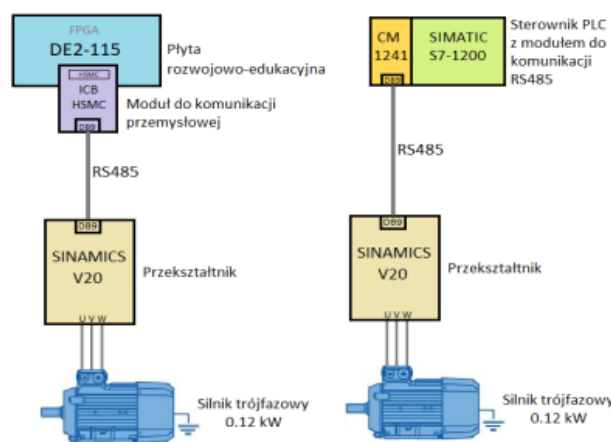 FPGA
DE2-115
HSMC
ICB
HSMC
DB9
Płyta
rozwojowo-edukacyjna
Moduł do komunikacji
przemysłowej
RS485
DB9
SINAMICS
V20
U V W
Przekształtnik
Silnik trójfazowy
0.12 kW
CM
1241
DB9
SIMATIC
S7-1200
Sterownik PLC
z modułem do
komunikacji
RS485
RS485
DB9
SINAMICS
V20
U V W
Przekształtnik
Silnik trójfazowy
0.12 kW